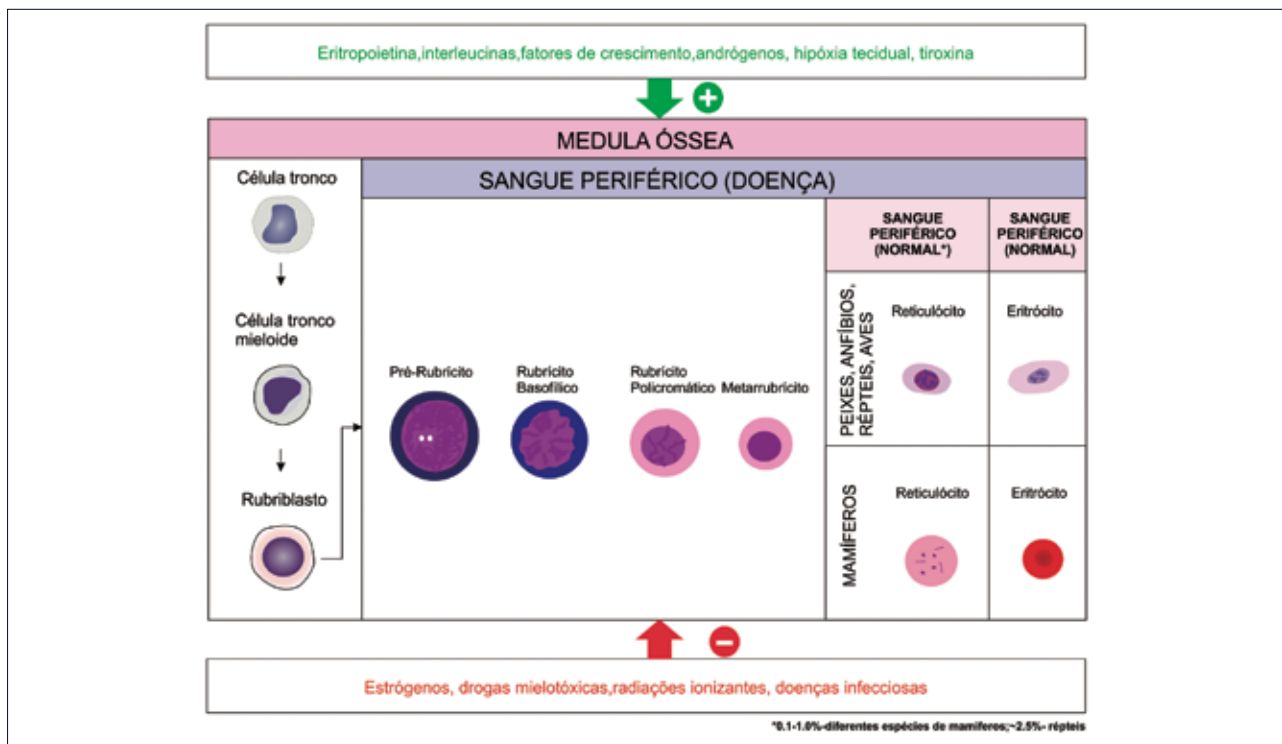 Eritropoietina,interleucinas,fatores de crescimento,andrógenos, hipóxia tecidual, tiroxina
+
MEDULA ÓSSEA
SANGUE PERIFÉRICO (DOENÇA)
Célula tronco
Célula tronco
mieloide
Rubriblasto
Pré-Rubrícito
Rubrícito
Basofílico
Rubrícito
Policromático
Metarrubrícito
SANGUE
PERIFÉRICO
(NORMAL*)
SANGUE
PERIFÉRICO
(NORMAL)
PEIXES, ANFÍBIOS,
RÉPTEIS, AVES
Reticulócito
Eritrócito
MAMÍFEROS
Reticulócito
Eritrócito
−
Estrógenos, drogas mielotóxicas,radiações ionizantes, doenças infecciosas
*0.1-1.0%-diferentes espécies de mamíferos;~2.5%- répteis